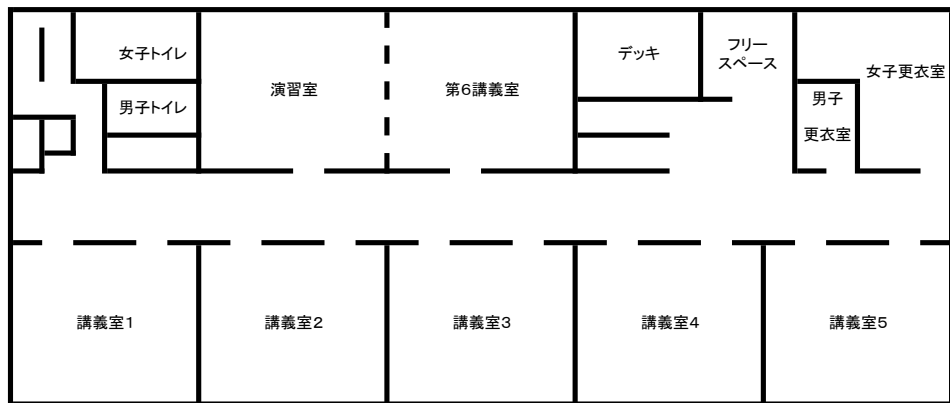 女子トイレ
男子トイレ
演習室
第6講義室
デッキ
フリー
スペース
女子更衣室
男子
更衣室
講義室1
講義室2
講義室3
講義室4
講義室5